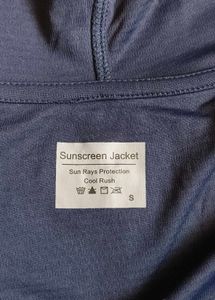 Sunscreen Jacket
Sun Rays Protection
Cool Rush
S